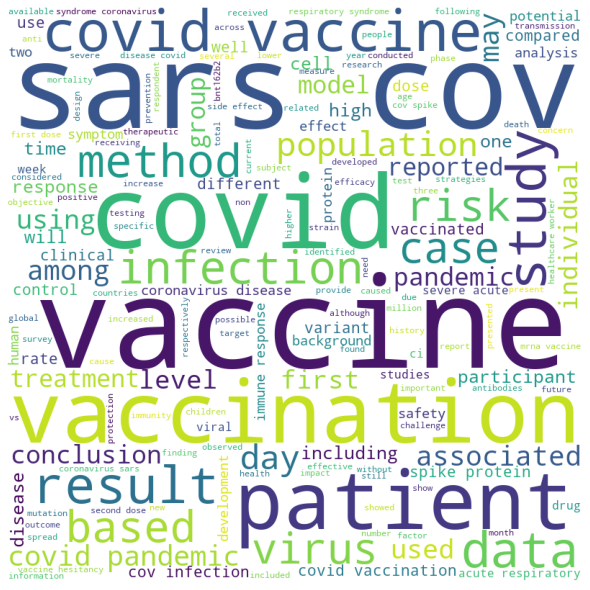 available
syndrome coronavirus
received
respiratory syndrome
following
use
covid vaccine
may
potential
transmission
anti
across
people
two
severe
disease covid
several
lower
well
compared
year
conducted
sars cov
mortality
respondent
bnt162b2
measure
research
phase
analysis
design
prevention
side effect
related
cov spike
age
cell
group
model
dose
death
first dose
symptom
therapeutic
total
high
effect
concern
receiving
time
method
population
one
considered
increase
current
subject
developed
reported
week
different
protein
efficacy
test
strategies
response
positive
objective
using
testing
non
covid
risk
three
vaccinated
will
specific
higher
strain
study
individual
healthcare worker
clinical
review
identified
need
case
among
infection
pandemic
control
coronavirus disease
provide
caused
due
severe acute
present
countries
vaccine
global
increased
respectively
possible
although
million
variant
history
presented
human
survey
target
background
immune response
ci
report
mrna vaccine
rate
cause
found
treatment
level
first
studies
participant
important
antibodies
future
vs
protection
immunity
children
vaccination
viral
safety
challenge
conclusion
finding
observed
day
including
associated
coronavirus sars
effective
without
spike protein
result
health
impact
still
patient
show
drug
disease
mutation
second dose
new
development
showed
month
outcome
based
virus
used
data
spread
number
factor
covid pandemic
vaccine hesitancy
cov infection
covid vaccination
acute respiratory
information
included